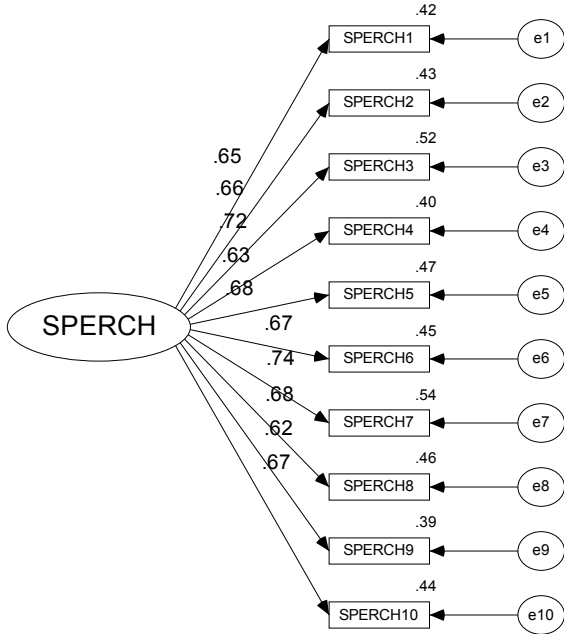 .42
SPERCH1
e1
.43
SPERCH2
e2
.52
SPERCH3
e3
.40
SPERCH4
e4
.47
SPERCH5
e5
.45
SPERCH6
e6
.54
SPERCH7
e7
.46
SPERCH8
e8
.39
SPERCH9
e9
.44
SPERCH10
e10
.65
.66
.72
.63
.68
.67
.74
.68
.62
.67
SPERCH